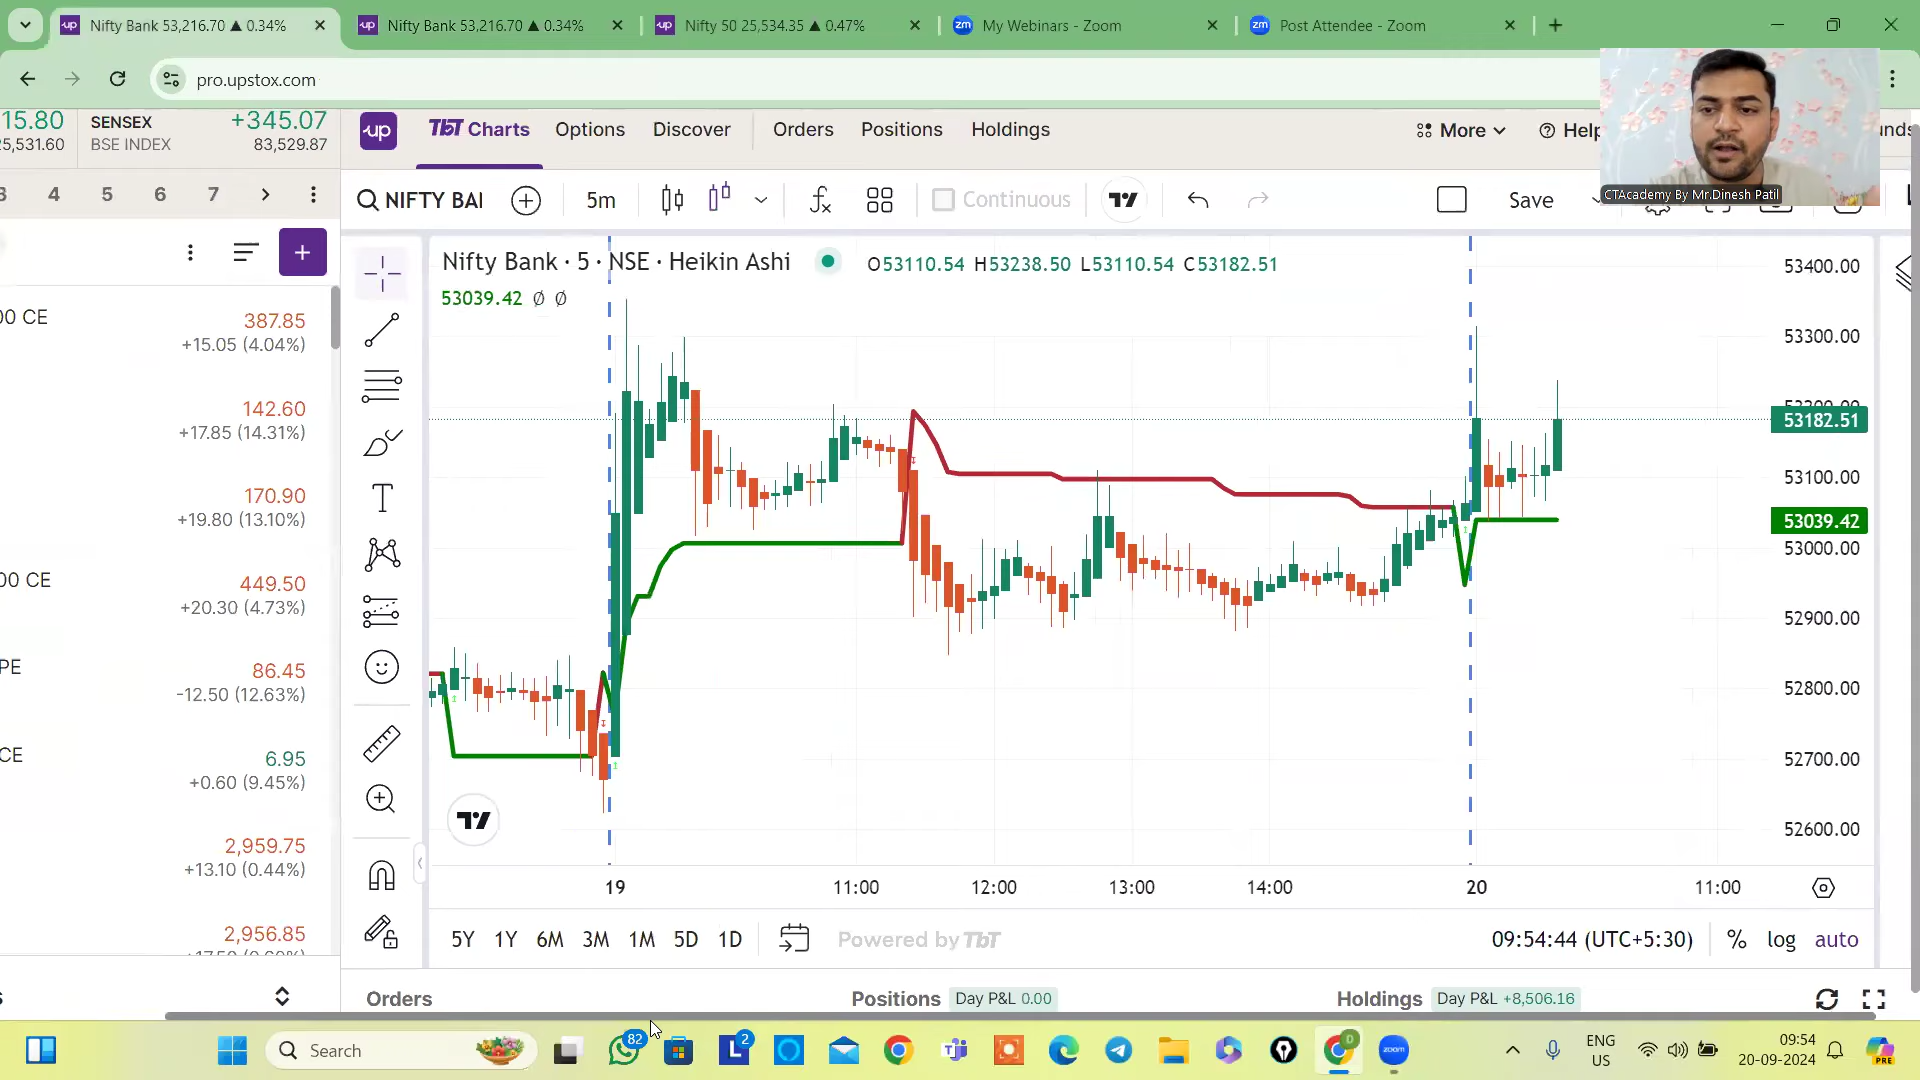 Nifty Bank 53,216.70 ▲ 0.34%
Nifty Bank 53,216.70 ▲ 0.34%
Nifty 50 25,534.35 ▲ 0.47%
My Webinars - Zoom
Post Attendee - Zoom
pro.upstox.com
15.80
25,531.60
SENSEX +345.07
BSE INDEX 83,529.87
up
TbT Charts
Options
Discover
Orders
Positions
Holdings
More
Help
CTAcademy By Mr.Dinesh Patil
3 4 5 6 7
NIFTY BAI
5m
Continuous
Save
00 CE
387.85
+15.05 (4.04%)
142.60
+17.85 (14.31%)
170.90
+19.80 (13.10%)
00 CE
449.50
+20.30 (4.73%)
PE
86.45
-12.50 (12.63%)
CE
6.95
+0.60 (9.45%)
2,959.75
+13.10 (0.44%)
2,956.85
Nifty Bank · 5 · NSE · Heikin Ashi
O53110.54 H53238.50 L53110.54 C53182.51
53039.42 Ø Ø
53400.00
53300.00
53182.51
53100.00
53039.42
53000.00
52900.00
52800.00
52700.00
52600.00
19 11:00 12:00 13:00 14:00 20 11:00
5Y 1Y 6M 3M 1M 5D 1D
Powered by TbT
09:54:44 (UTC+5:30)
% log auto
Orders
Positions Day P&L 0.00
Holdings Day P&L +8,506.16
Search
82
2
zoom
ENG
US
09:54
20-09-2024
PRE